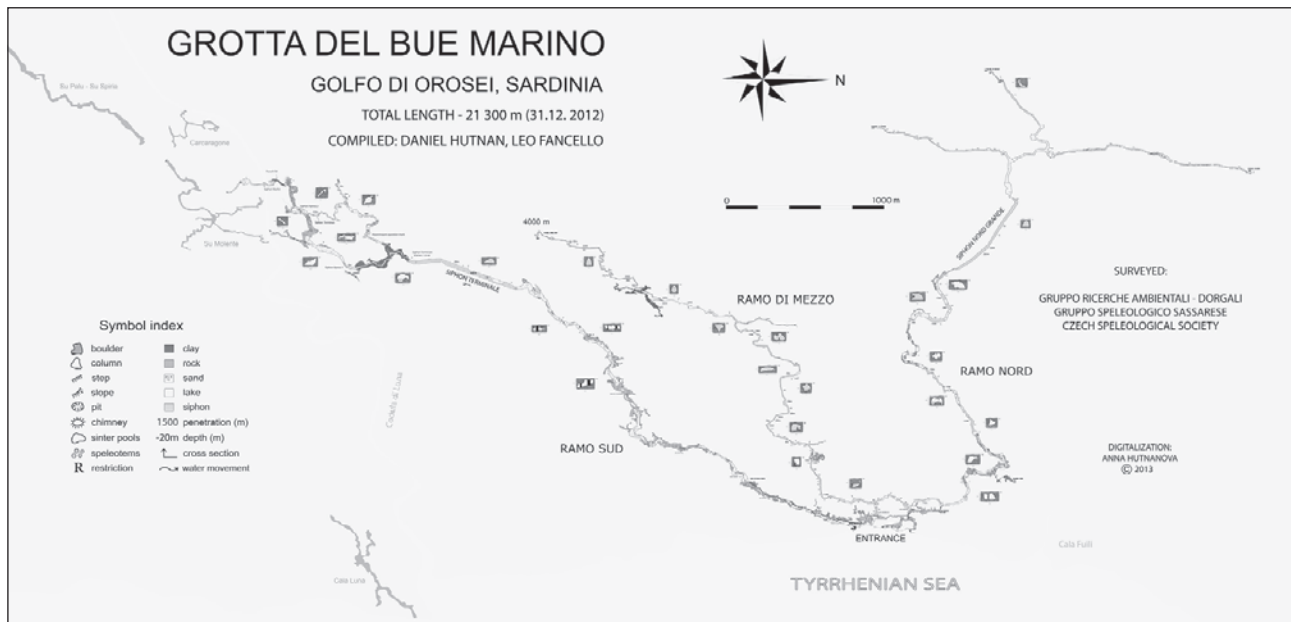 GROTTA DEL BUE MARINO
GOLFO DI OROSEI, SARDINIA
TOTAL LENGTH - 21 300 m (31.12. 2012)
COMPILED: DANIEL HUTNAN, LEO FANCELLO
N
0 1000 m
Su Molente
4000 m
SIPHON TERMINALE
SIPHON NORD GRANDE
RAMO DI MEZZO
RAMO NORD
RAMO SUD
ENTRANCE
Codula di Luna
Cala Luna
Cala Fuili
TYRRHENIAN SEA
SURVEYED:
GRUPPO RICERCHE AMBIENTALI - DORGALI
GRUPPO SPELEOLOGICO SASSARESE
CZECH SPELEOLOGICAL SOCIETY
DIGITALIZATION:
ANNA HUTNANOVA
© 2013
Symbol index
boulder clay
column rock
step sand
slope lake
pit siphon
chimney 1500 penetration (m)
sinter pools -20m depth (m)
speleotems cross section
R restriction water movement